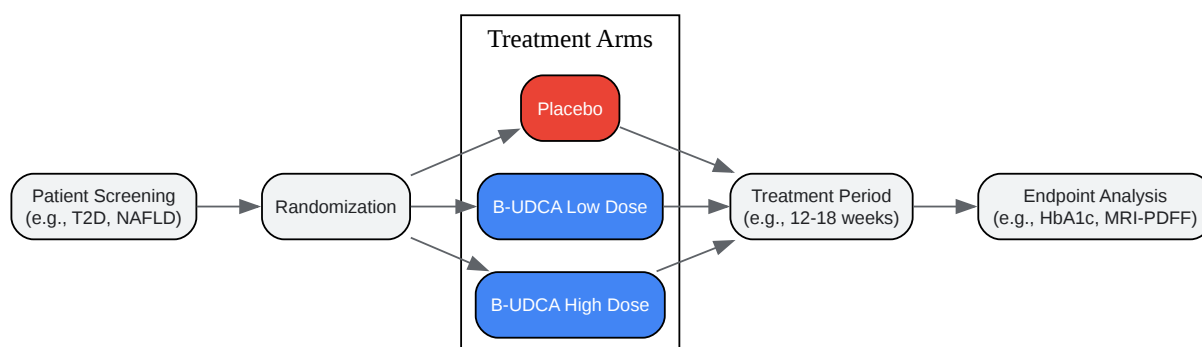 Treatment Arms
Placebo
Patient Screening
(e.g., T2D, NAFLD)
Randomization
B-UDCA Low Dose
Treatment Period
(e.g., 12-18 weeks)
Endpoint Analysis
(e.g., HbA1c, MRI-PDFF)
B-UDCA High Dose